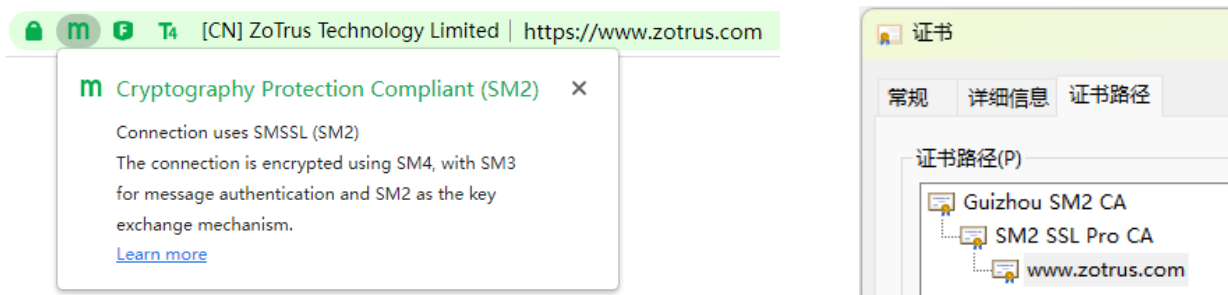 m T4 [CN] ZoTrus Technology Limited | https://www.zotrus.com
m Cryptography Protection Compliant (SM2) ×
Connection uses SMSSL (SM2)
The connection is encrypted using SM4, with SM3
for message authentication and SM2 as the key
exchange mechanism.
Learn more
证书
常规 详细信息 证书路径
证书路径(P)
Guizhou SM2 CA
SM2 SSL Pro CA
www.zotrus.com